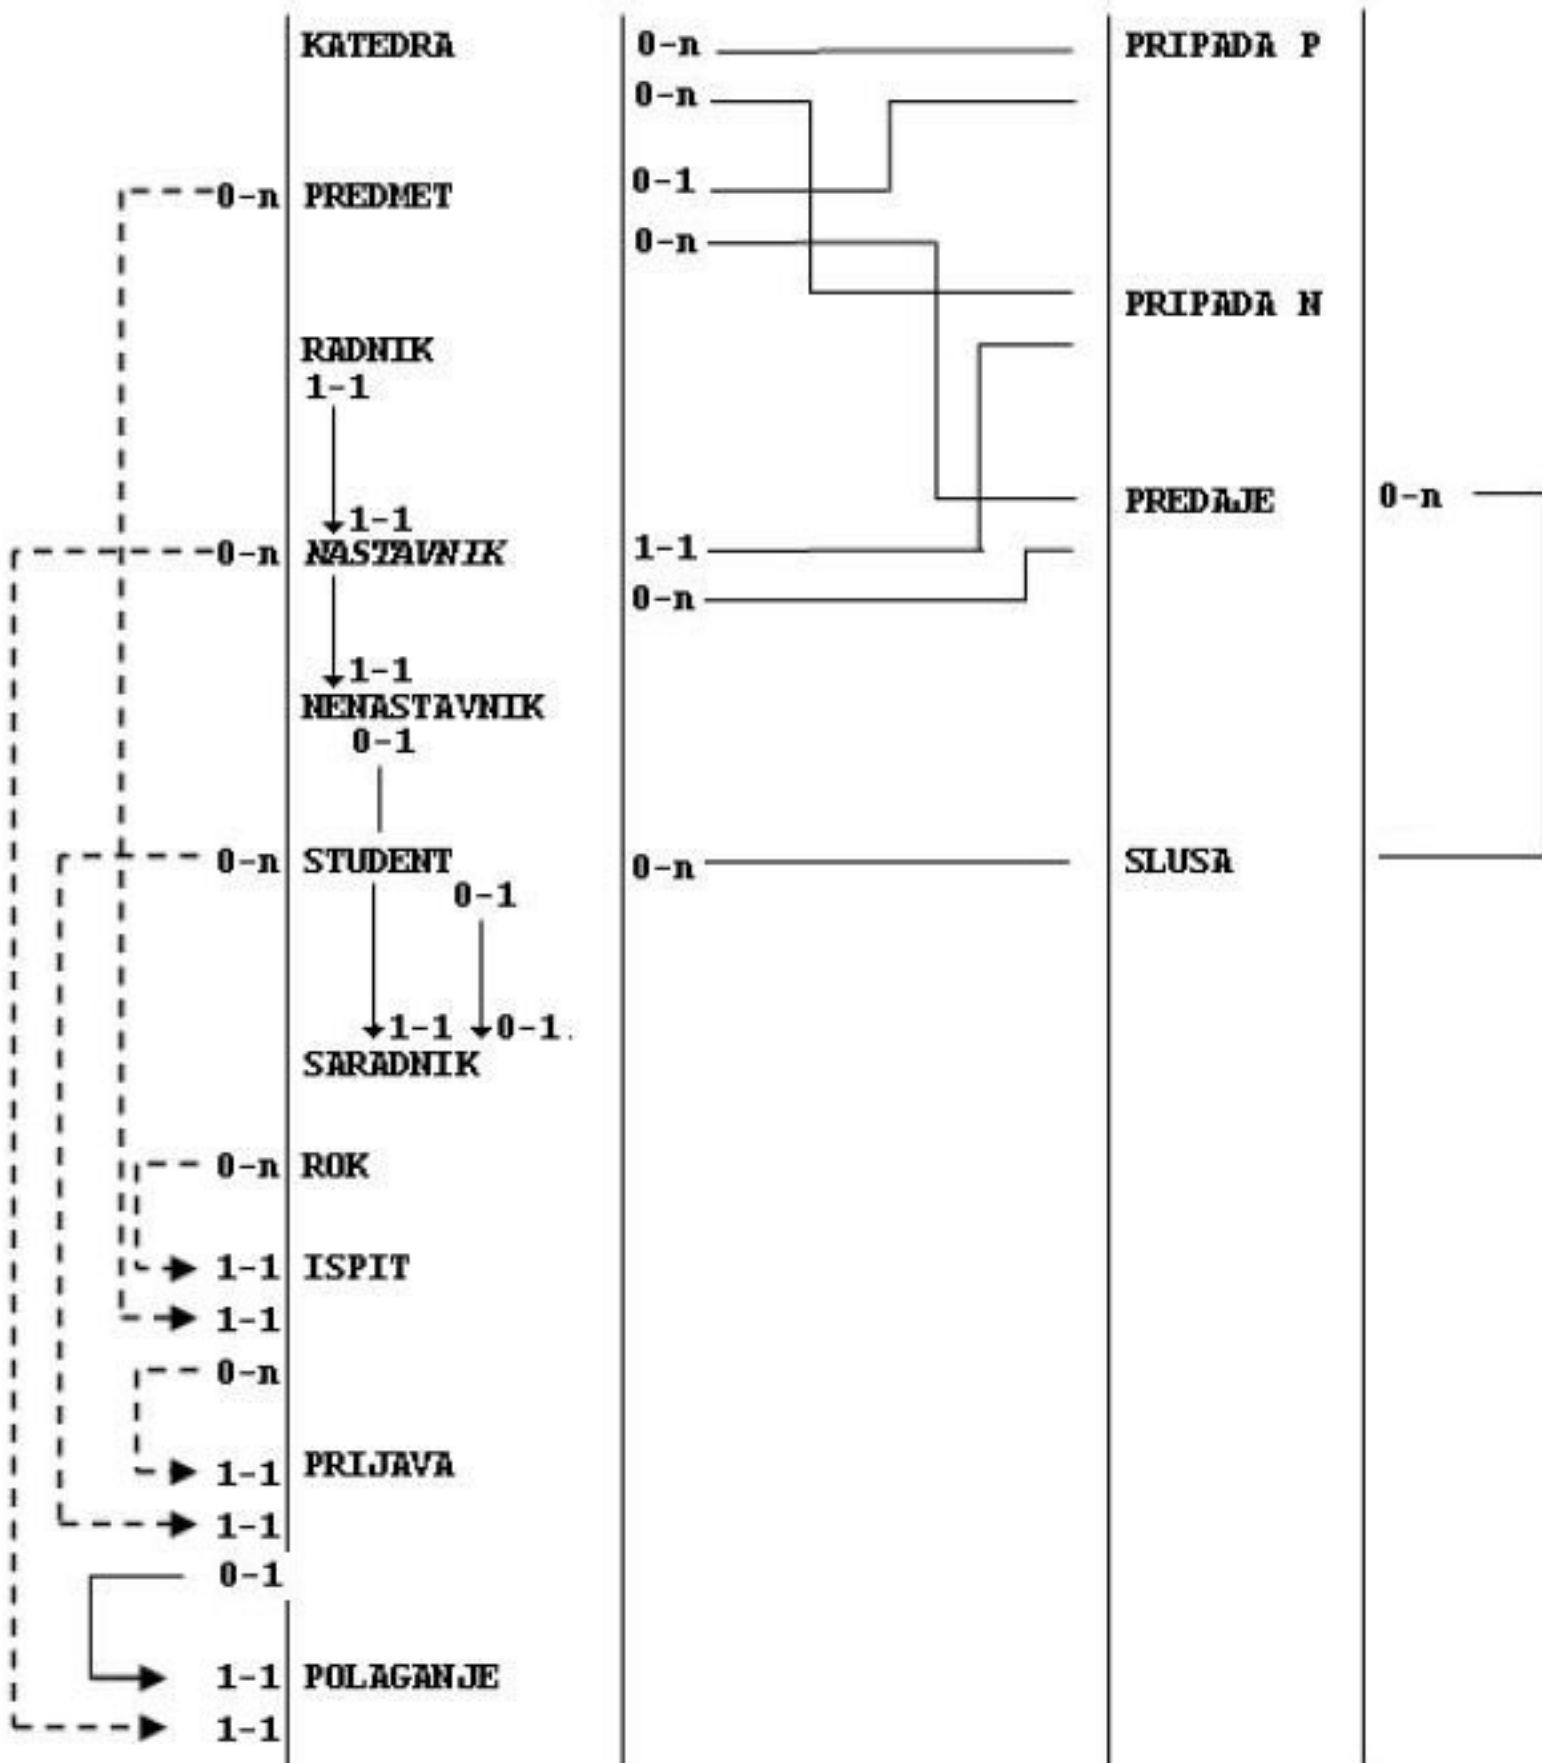 KATEDRA 0-n PRIPADA P
0-n
0-1
0-n PREDMET
0-n
PRIPADA N
RADNIK
1-1
PREDAJE 0-n
1-1
0-n NASTAVNIK 1-1
0-n
1-1
NENASTAVNIK
0-1
0-n STUDENT 0-n SLUSA
0-1
1-1 0-1
SARADNIK
0-n ROK
1-1 ISPIT
1-1
0-n
1-1 PRIJAVA
1-1
0-1
1-1 POLAGANJE
1-1